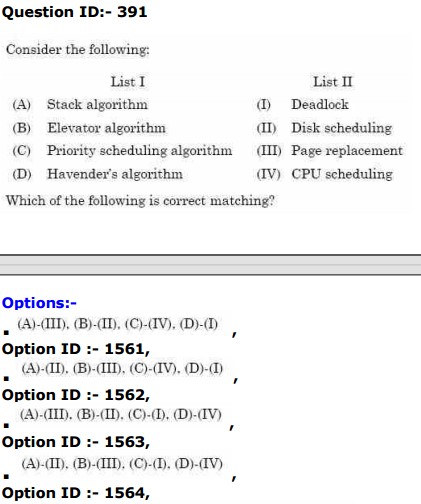 Question ID:- 391
Consider the following:
List I List II
(A) Stack algorithm (I) Deadlock
(B) Elevator algorithm (II) Disk scheduling
(C) Priority scheduling algorithm (III) Page replacement
(D) Havender's algorithm (IV) CPU scheduling
Which of the following is correct matching?
Options:-
▪ (A)-(III), (B)-(II), (C)-(IV), (D)-(I) ,
Option ID :- 1561,
▪ (A)-(II), (B)-(III), (C)-(IV), (D)-(I) ,
Option ID :- 1562,
▪ (A)-(III), (B)-(II), (C)-(I), (D)-(IV) ,
Option ID :- 1563,
▪ (A)-(II), (B)-(III), (C)-(I), (D)-(IV) ,
Option ID :- 1564,